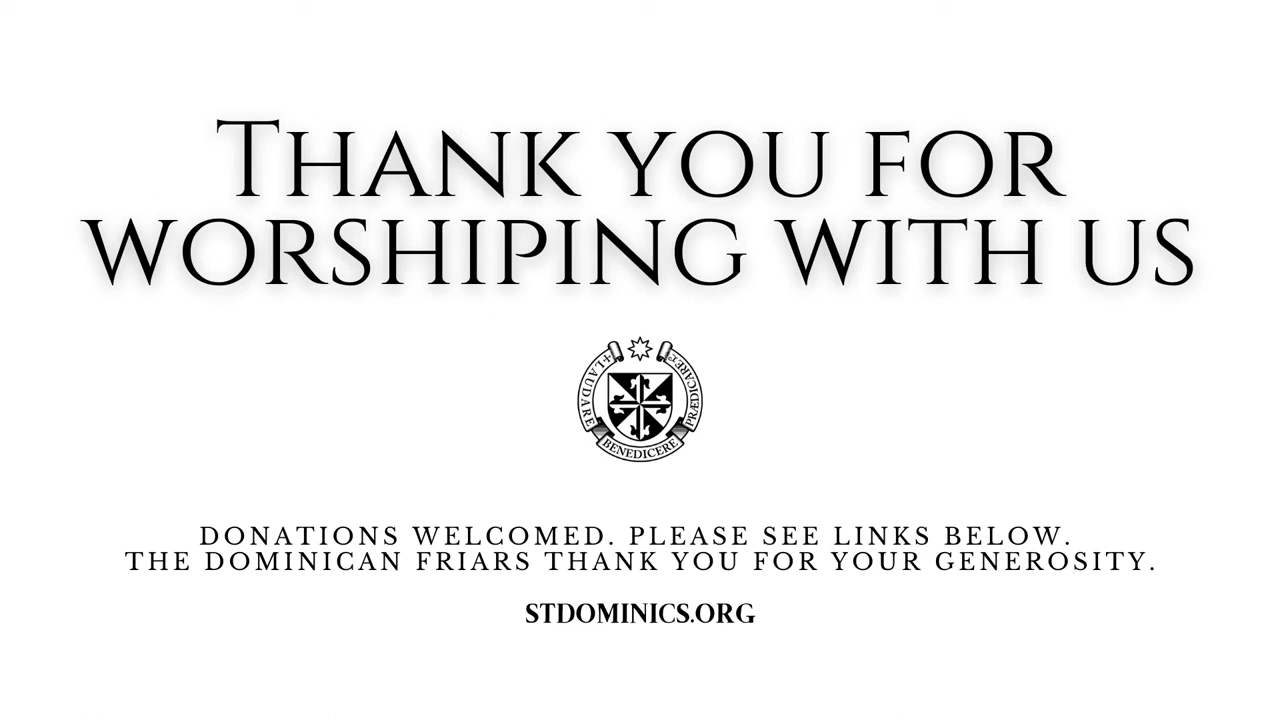 THANK YOU FOR
WORSHIPING WITH US
LAUDARE
BENEDICERE
PRÆDICARE
DONATIONS WELCOMED. PLEASE SEE LINKS BELOW.
THE DOMINICAN FRIARS THANK YOU FOR YOUR GENEROSITY.
STDOMINICS.ORG